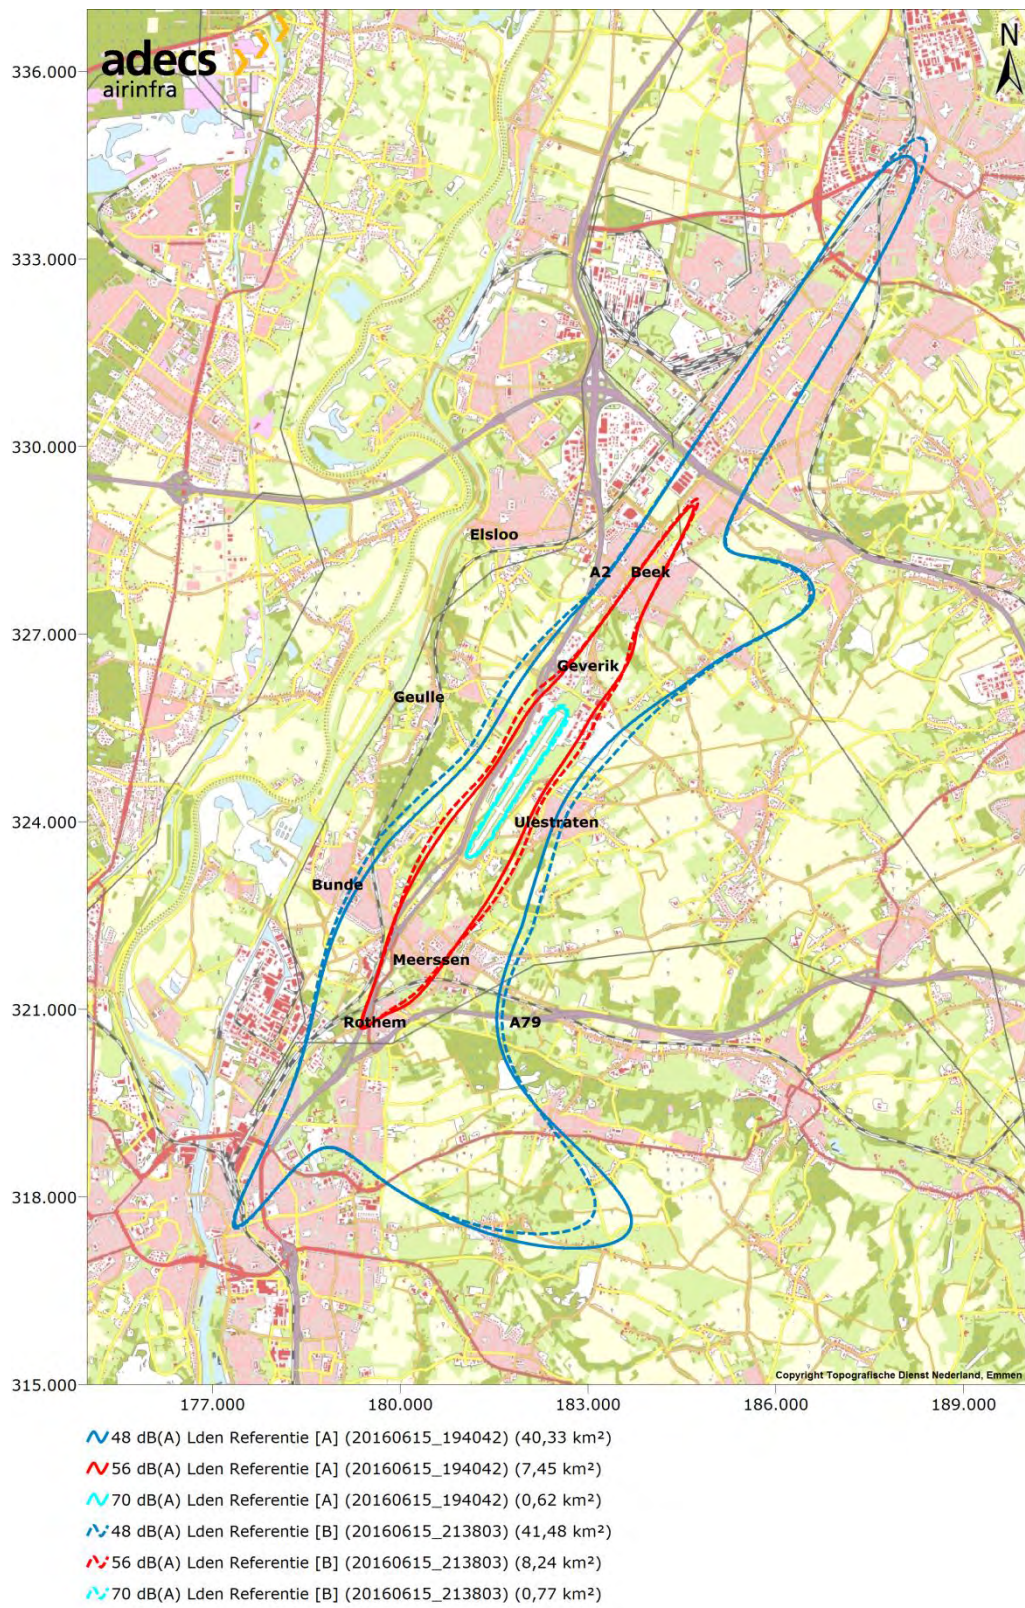 adecs
airinfra
N
336.000
333.000
330.000
Elsloo
A2 Beek
327.000
Geverik
Geulle
324.000
Ulestraten
Bunde
Meerssen
321.000
Rothem A79
318.000
315.000
Copyright Topografische Dienst Nederland, Emmen
177.000 180.000 183.000 186.000 189.000
48 dB(A) Lden Referentie [A] (20160615_194042) (40,33 km²)
56 dB(A) Lden Referentie [A] (20160615_194042) (7,45 km²)
70 dB(A) Lden Referentie [A] (20160615_194042) (0,62 km²)
48 dB(A) Lden Referentie [B] (20160615_213803) (41,48 km²)
56 dB(A) Lden Referentie [B] (20160615_213803) (8,24 km²)
70 dB(A) Lden Referentie [B] (20160615_213803) (0,77 km²)